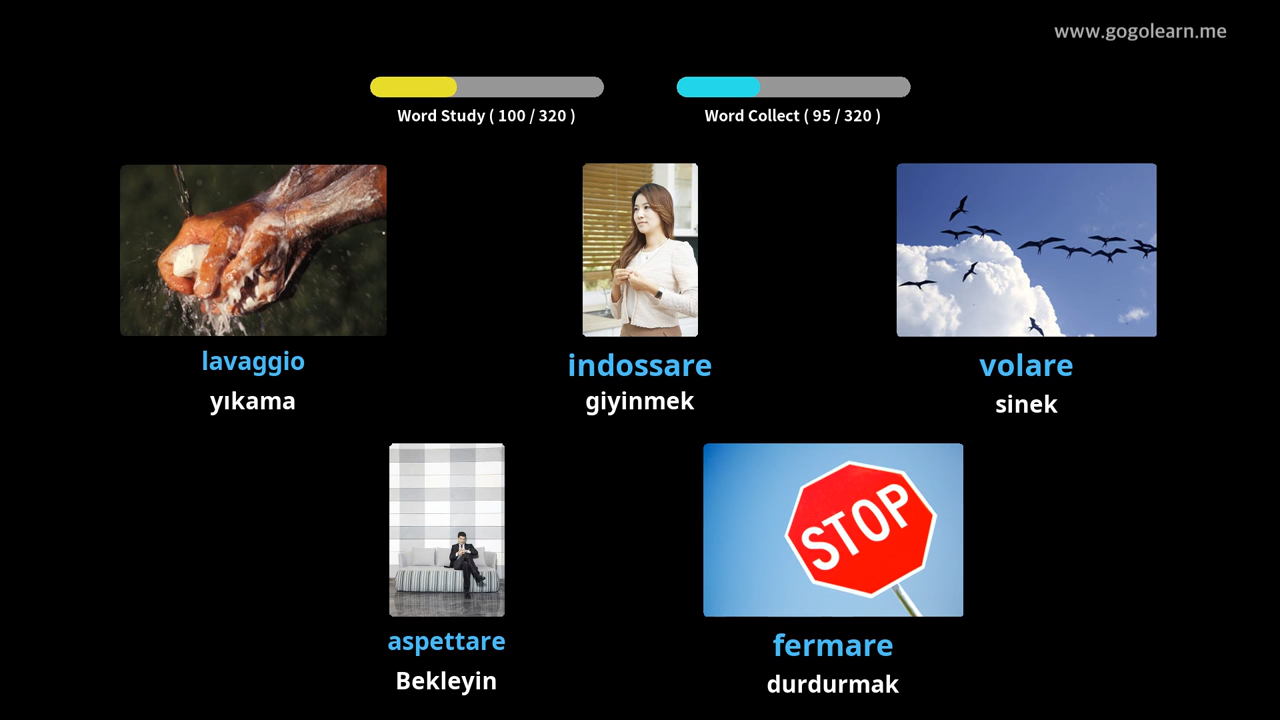 www.gogolearn.me
Word Study ( 100 / 320 )
Word Collect ( 95 / 320 )
lavaggio
yıkama
indossare
giyinmek
volare
sinek
STOP
aspettare
Bekleyin
fermare
durdurmak